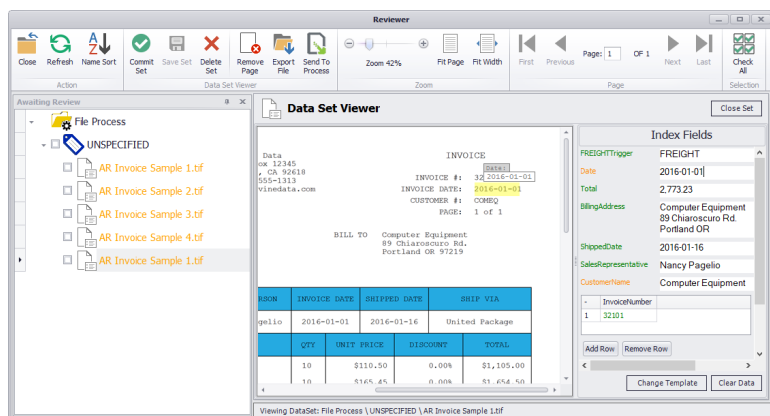 Reviewer
Close
Refresh
Name Sort
Commit Set
Save Set
Delete Set
Remove Page
Export File
Send To Process
Zoom 42%
Fit Page
Fit Width
First
Previous
Page: 1 OF 1
Next
Last
Check All
Action
Data Set Viewer
Zoom
Page
Selection
Awaiting Review
File Process
UNSPECIFIED
AR Invoice Sample 1.tif
AR Invoice Sample 2.tif
AR Invoice Sample 3.tif
AR Invoice Sample 4.tif
AR Invoice Sample 1.tif
Data Set Viewer
Close Set
Data
ox 12345
, CA 92618
555-1313
vinedata.com
INVOICE
Date:
2016-01-01
INVOICE #: 32
INVOICE DATE: 2016-01-01
CUSTOMER #: COMEQ
PAGE: 1 of 1
BILL TO Computer Equipment
89 Chiaroscuro Rd.
Portland OR 97219
RSON INVOICE DATE SHIPPED DATE SHIP VIA
gelio 2016-01-01 2016-01-16 United Package
QTY UNIT PRICE DISCOUNT TOTAL
10 $110.50 0.00% $1,105.00
10 $165.45 0.00% $1,654.50
Index Fields
FREIGHTTrigger FREIGHT
Date 2016-01-01
Total 2,773.23
BillingAddress Computer Equipment
89 Chiaroscuro Rd.
Portland OR
ShippedDate 2016-01-16
SalesRepresentative Nancy Pagelio
CustomerName Computer Equipment
- InvoiceNumber
1 32101
Add Row Remove Row
Change Template Clear Data
Viewing DataSet: File Process \ UNSPECIFIED \ AR Invoice Sample 1.tif